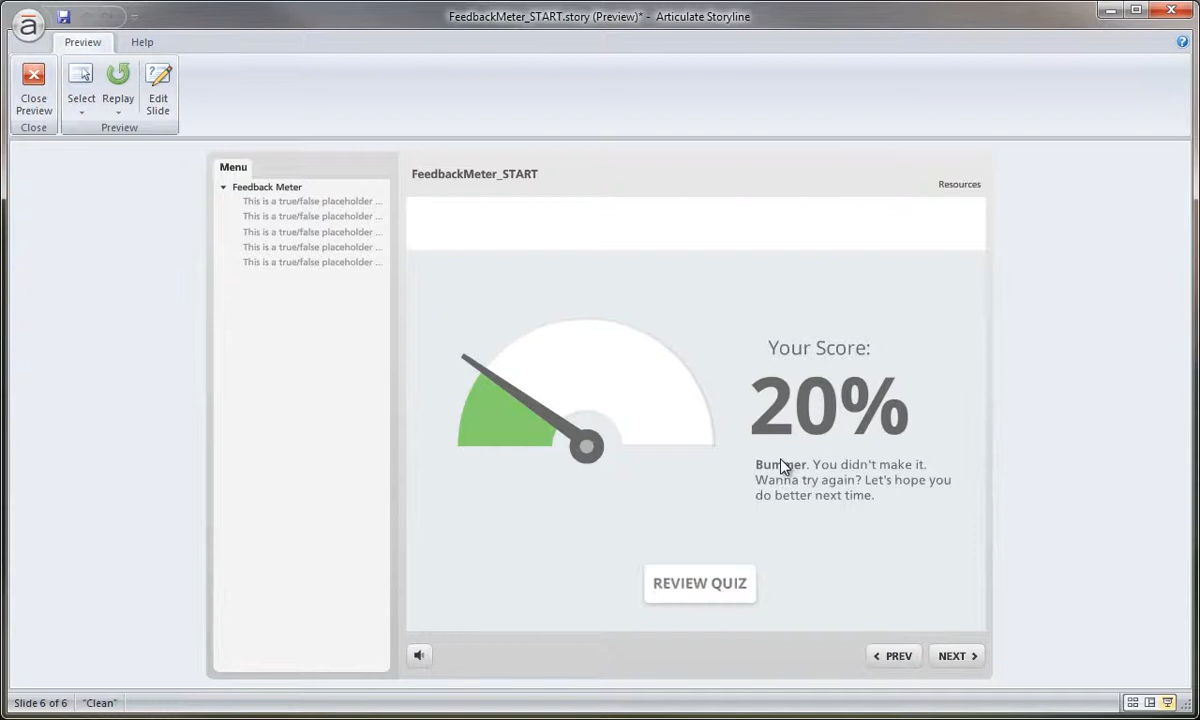 FeedbackMeter_START.story (Preview)* - Articulate Storyline
Preview
Help
Close Preview
Select
Replay
Edit Slide
Close
Preview
Menu
Feedback Meter
This is a true/false placeholder ...
This is a true/false placeholder ...
This is a true/false placeholder ...
This is a true/false placeholder ...
This is a true/false placeholder ...
FeedbackMeter_START
Resources
Your Score:
20%
Bummer. You didn't make it.
Wanna try again? Let's hope you
do better next time.
REVIEW QUIZ
PREV
NEXT
Slide 6 of 6
"Clean"